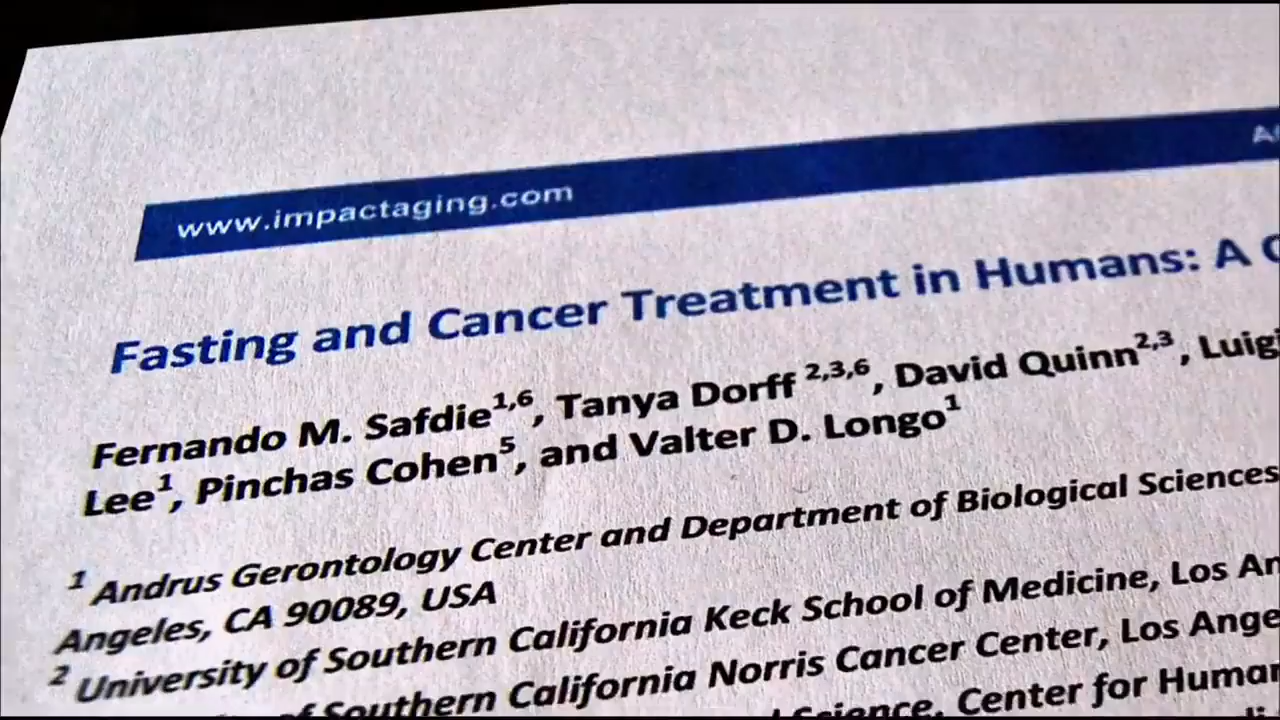 www.impactaging.com
Fasting and Cancer Treatment in Humans: A
Fernando M. Safdie1,6, Tanya Dorff 2,3,6, David Quinn2,3, Luigi
Lee1, Pinchas Cohen5, and Valter D. Longo1
1 Andrus Gerontology Center and Department of Biological Sciences
Angeles, CA 90089, USA
2 University of Southern California Keck School of Medicine, Los An
of Southern California Norris Cancer Center, Los Ange
Science, Center for Human